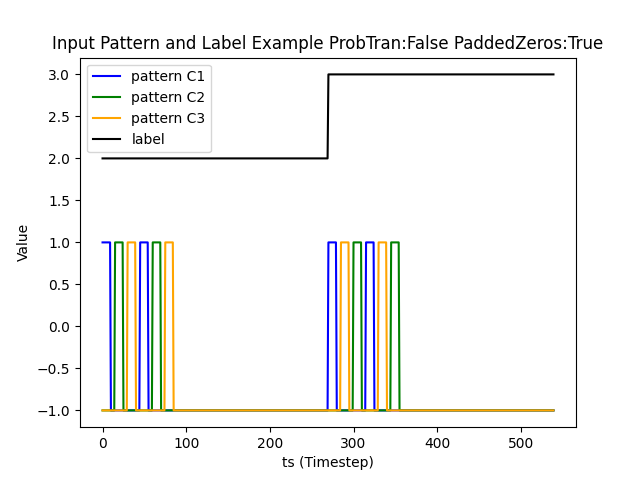 Input Pattern and Label Example ProbTran:False PaddedZeros:True
pattern C1
pattern C2
pattern C3
label
Value
3.0
2.5
2.0
1.5
1.0
0.5
0.0
−0.5
−1.0
0 100 200 300 400 500
ts (Timestep)